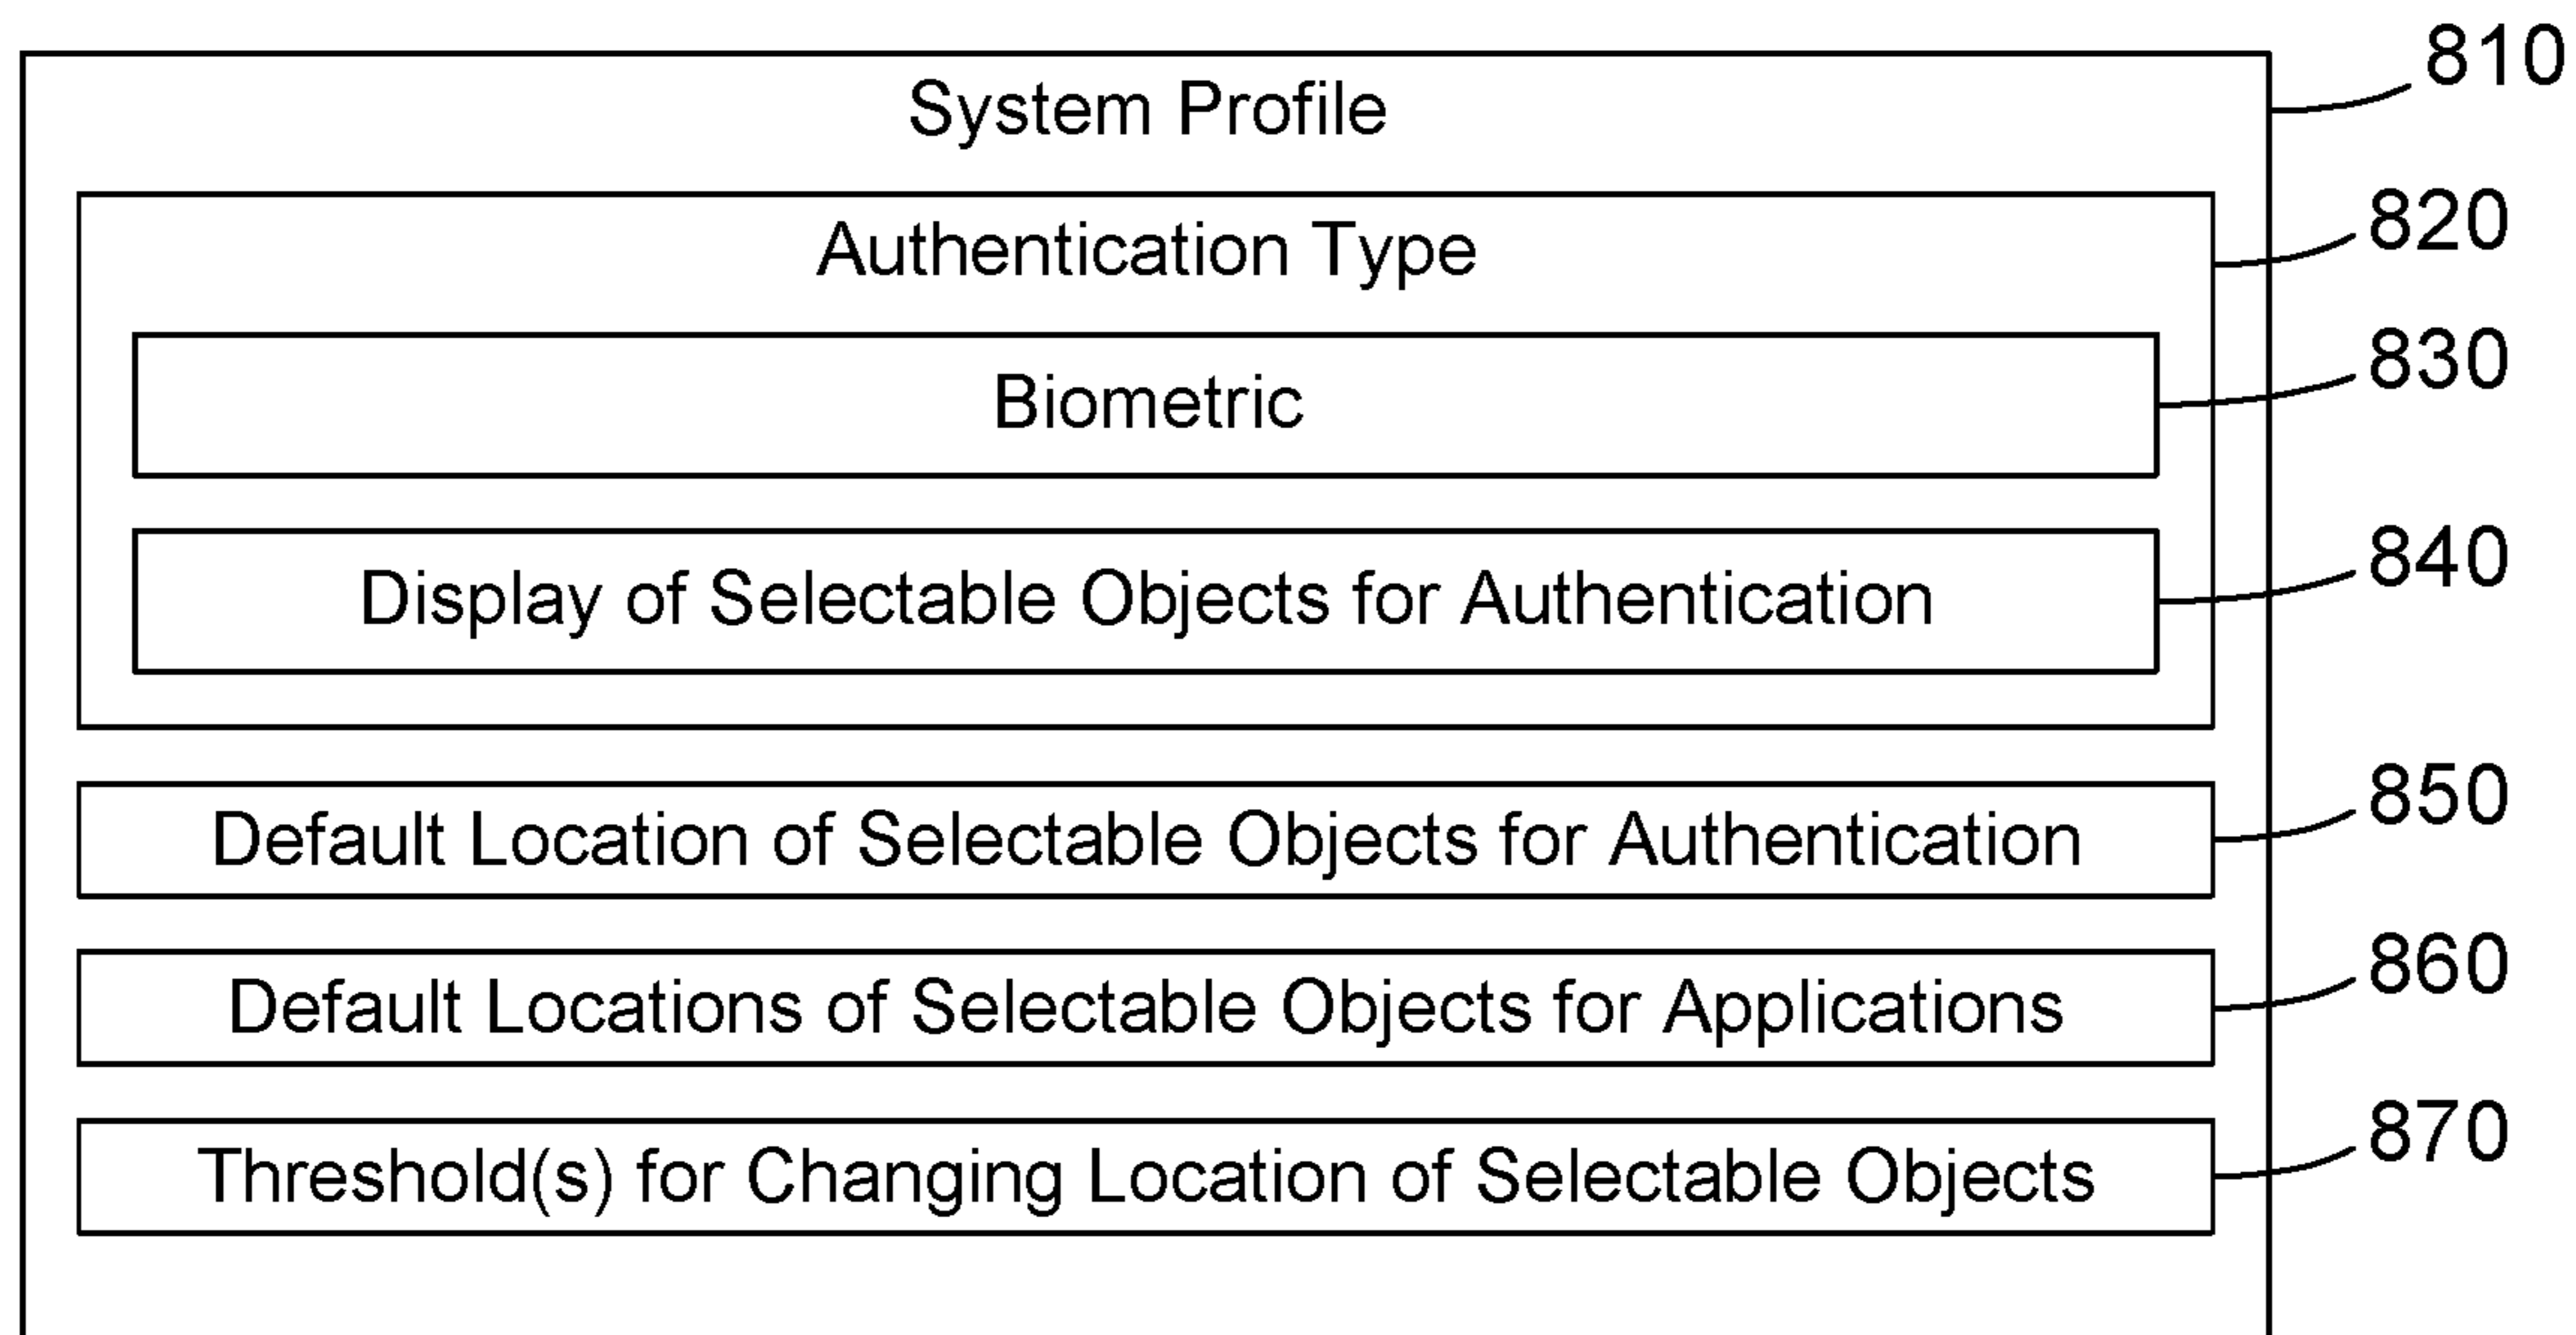 810
System Profile
820
Authentication Type
830
Biometric
840
Display of Selectable Objects for Authentication
850
Default Location of Selectable Objects for Authentication
860
Default Locations of Selectable Objects for Applications
870
Threshold(s) for Changing Location of Selectable Objects